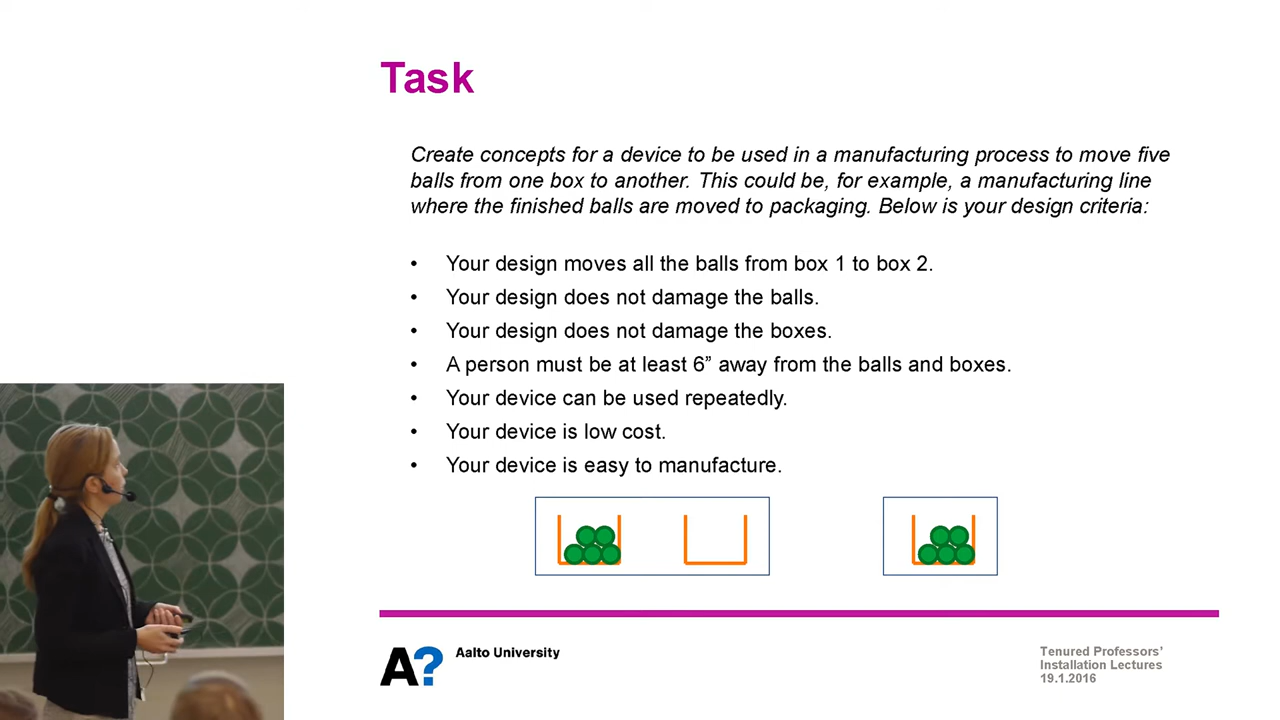 Task
Create concepts for a device to be used in a manufacturing process to move five
balls from one box to another. This could be, for example, a manufacturing line
where the finished balls are moved to packaging. Below is your design criteria:
• Your design moves all the balls from box 1 to box 2.
• Your design does not damage the balls.
• Your design does not damage the boxes.
• A person must be at least 6” away from the balls and boxes.
• Your device can be used repeatedly.
• Your device is low cost.
• Your device is easy to manufacture.
A?
Aalto University
Tenured Professors’
Installation Lectures
19.1.2016